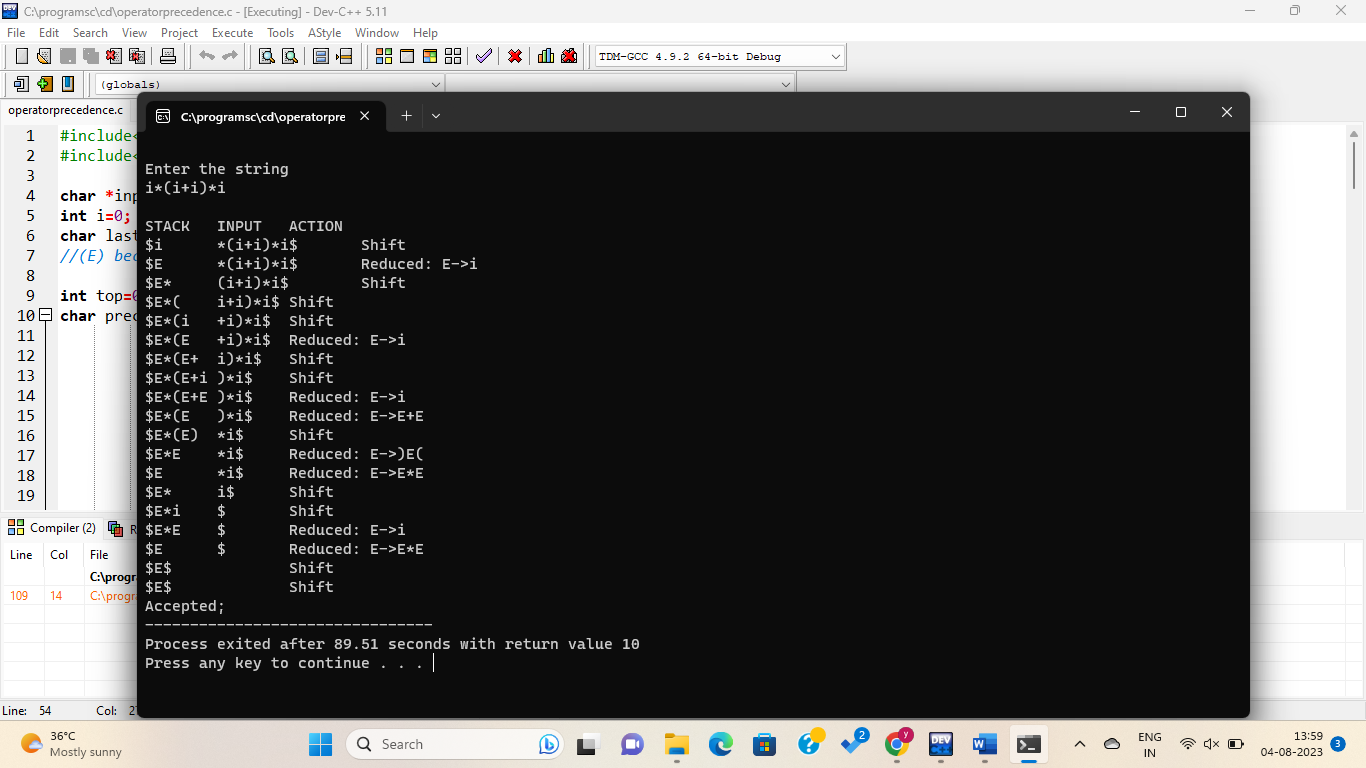 C:\programsc\cd\operatorprecedence.c - [Executing] - Dev-C++ 5.11
File Edit Search View Project Execute Tools AStyle Window Help
TDM-GCC 4.9.2 64-bit Debug
(globals)
operatorprecedence.c
1 #include<
2 #include<
3
4 char *inp
5 int i=0;
6 char last
7 //(E) bec
8
9 int top=0
10 char prec
11
12
13
14
15
16
17
18
19
C:\programsc\cd\operatorpre
Enter the string
i*(i+i)*i
STACK INPUT ACTION
$i *(i+i)*i$ Shift
$E *(i+i)*i$ Reduced: E->i
$E* (i+i)*i$ Shift
$E*( i+i)*i$ Shift
$E*(i +i)*i$ Shift
$E*(E +i)*i$ Reduced: E->i
$E*(E+ i)*i$ Shift
$E*(E+i )*i$ Shift
$E*(E+E )*i$ Reduced: E->i
$E*(E )*i$ Reduced: E->E+E
$E*(E) *i$ Shift
$E*E *i$ Reduced: E->)E(
$E *i$ Reduced: E->E*E
$E* i$ Shift
$E*i $ Shift
$E*E $ Reduced: E->i
$E $ Reduced: E->E*E
$E$ Shift
$E$ Shift
Accepted;
--------------------------------
Process exited after 89.51 seconds with return value 10
Press any key to continue . . .
Compiler (2) R
Line Col File
C:\progra
109 14 C:\progra
Line: 54 Col:
36°C
Mostly sunny
Search
2
y
DEV
ENG
IN
13:59
04-08-2023
3